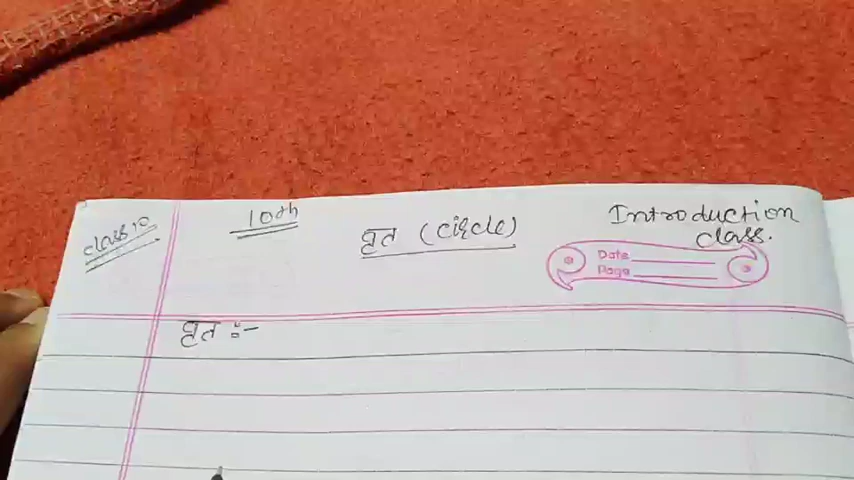 class 10
10th
वृत (circle)
Introduction
class.
Date
Page
वृत :-